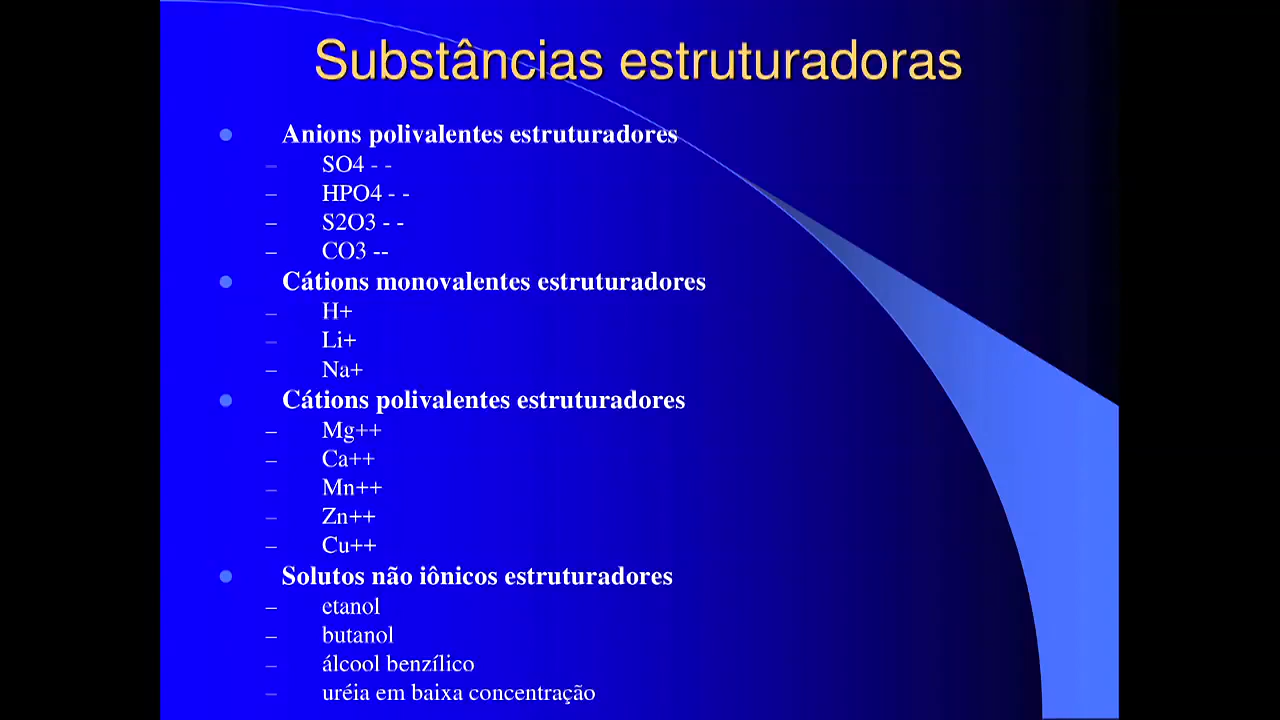 Substâncias estruturadoras
● Anions polivalentes estruturadores
– SO4 - -
– HPO4 - -
– S2O3 - -
– CO3 --
● Cátions monovalentes estruturadores
– H+
– Li+
– Na+
● Cátions polivalentes estruturadores
– Mg++
– Ca++
– Mn++
– Zn++
– Cu++
● Solutos não iônicos estruturadores
– etanol
– butanol
– álcool benzílico
– uréia em baixa concentração